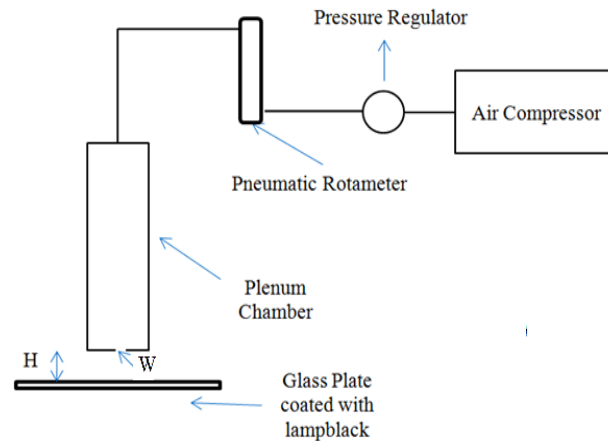 Pressure Regulator
Air Compressor
Pneumatic Rotameter
Plenum
Chamber
H
W
Glass Plate
coated with
lampblack